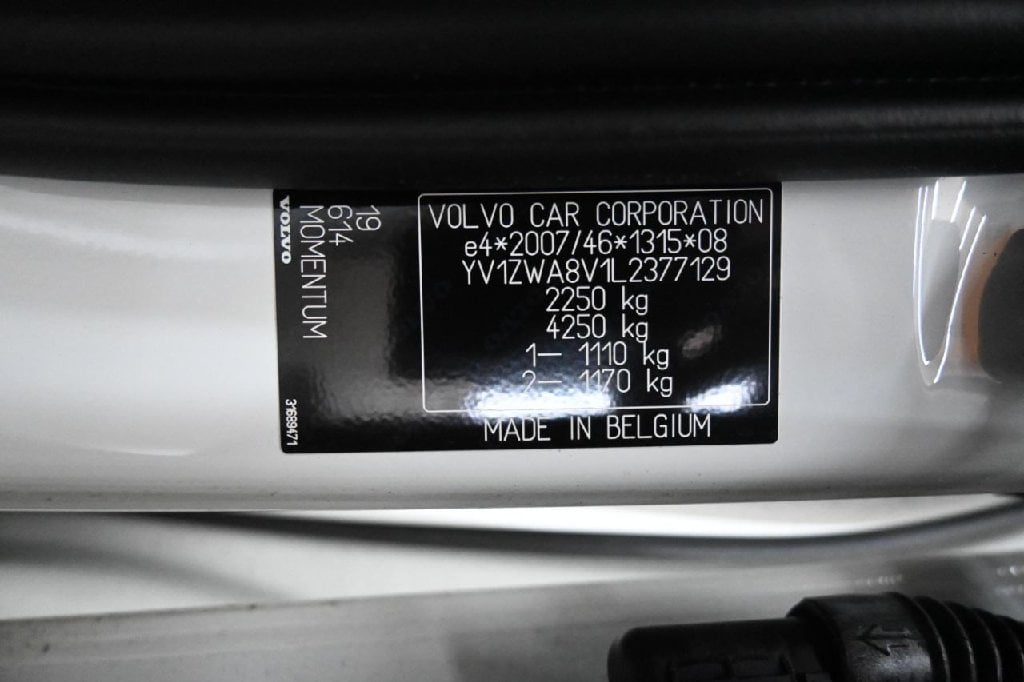 VOLVO CAR CORPORATION
e4*2007/46*1315*08
YV1ZWA8V1L2377129
2250 kg
4250 kg
1– 1110 kg
2– 1170 kg
MADE IN BELGIUM
19
614
MOMENTUM
VOLVO
31689471